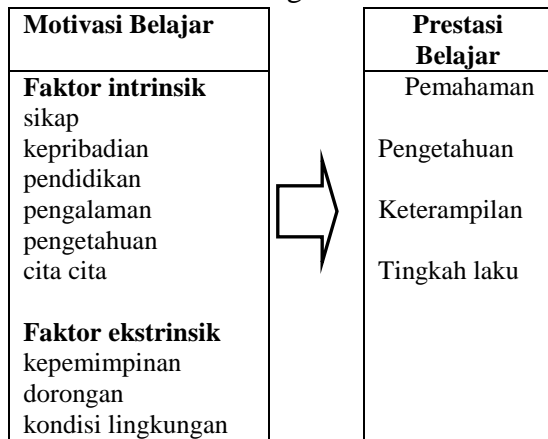 Motivasi Belajar
Faktor intrinsik
sikap
kepribadian
pendidikan
pengalaman
pengetahuan
cita cita
Faktor ekstrinsik
kepemimpinan
dorongan
kondisi lingkungan
Prestasi
Belajar
Pemahaman
Pengetahuan
Keterampilan
Tingkah laku